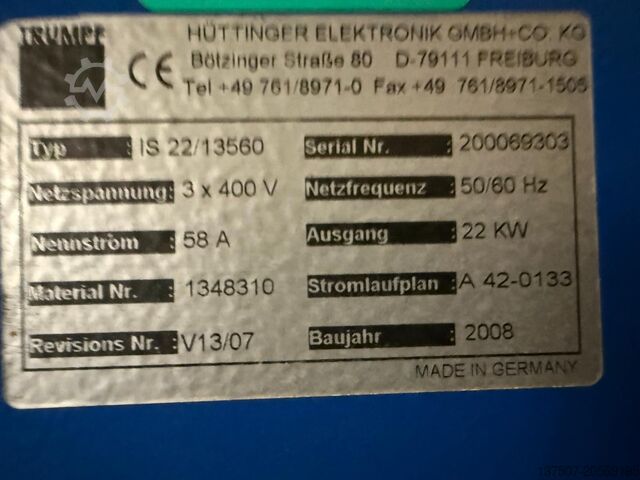 TRUMPF
HÜTTINGER ELEKTRONIK GMBH+CO. KG
Bötzinger Straße 80 D-79111 FREIBURG
CE
Tel +49 761/8971-0 Fax +49 761/8971-1505
Typ : IS 22/13560 Serial Nr. : 200069303
Netzspannung: 3 x 400 V Netzfrequenz : 50/60 Hz
Nennstrom : 58 A Ausgang : 22 KW
Material Nr. : 1348310 Stromlaufplan : A 42-0133
Revisions Nr. : V13/07 Baujahr : 2008
MADE IN GERMANY